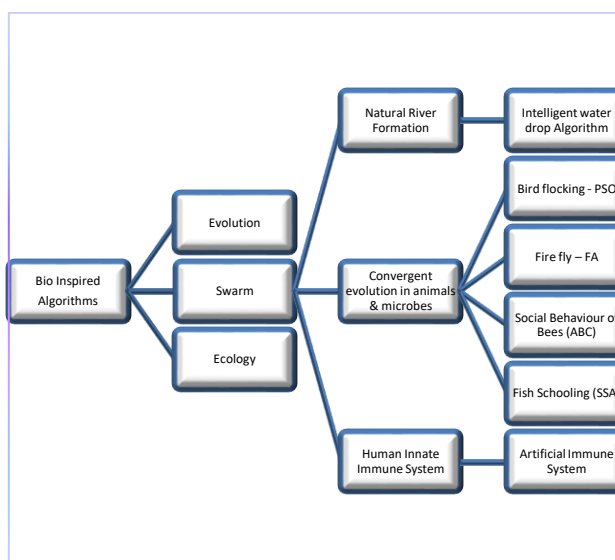 Natural River
Formation
Intelligent water
drop Algorithm
Bird flocking - PSO
Evolution
Fire fly – FA
Bio Inspired
Algorithms
Swarm
Convergent
evolution in animals
& microbes
Social Behaviour of
Bees (ABC)
Ecology
Fish Schooling (SSA
Human Innate
Immune System
Artificial Immune
System